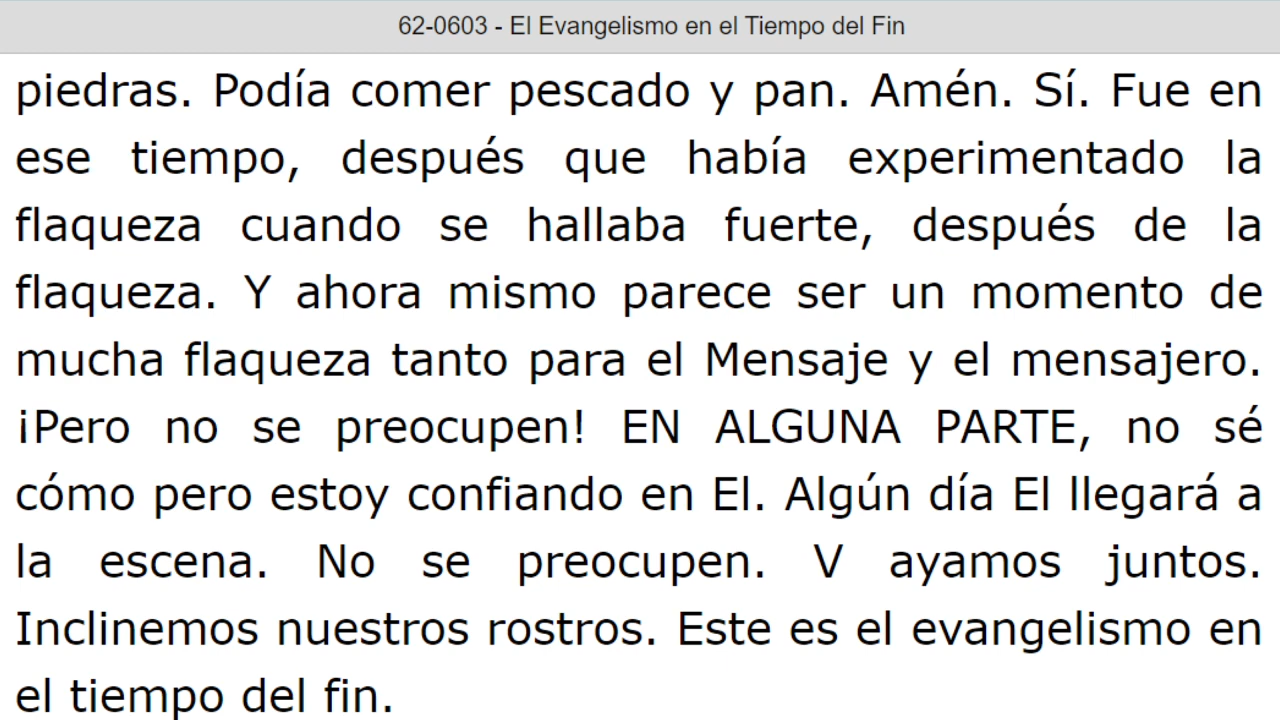 62-0603 - El Evangelismo en el Tiempo del Fin
piedras. Podía comer pescado y pan. Amén. Sí. Fue en
ese tiempo, después que había experimentado la
flaqueza cuando se hallaba fuerte, después de la
flaqueza. Y ahora mismo parece ser un momento de
mucha flaqueza tanto para el Mensaje y el mensajero.
¡Pero no se preocupen! EN ALGUNA PARTE, no sé
cómo pero estoy confiando en El. Algún día El llegará a
la escena. No se preocupen. V ayamos juntos.
Inclinemos nuestros rostros. Este es el evangelismo en
el tiempo del fin.